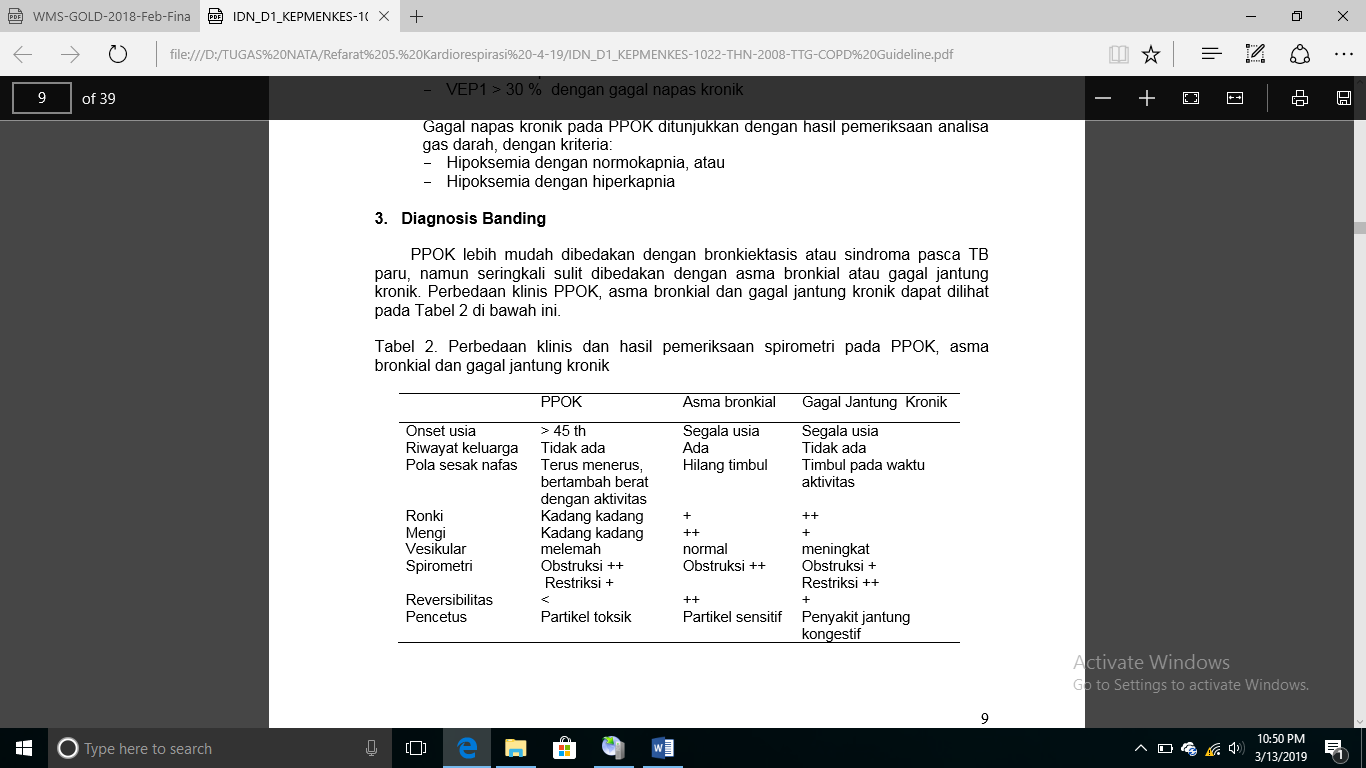 WMS-GOLD-2018-Feb-Fina
IDN_D1_KEPMENKES-10
file:///D:/TUGAS%20NATA/Refarat%205.%20Kardiorespirasi%20-4-19/IDN_D1_KEPMENKES-1022-THN-2008-TTG-COPD%20Guideline.pdf
9 of 39
– VEP1 > 30 % dengan gagal napas kronik
Gagal napas kronik pada PPOK ditunjukkan dengan hasil pemeriksaan analisa
gas darah, dengan kriteria:
– Hipoksemia dengan normokapnia, atau
– Hipoksemia dengan hiperkapnia
3. Diagnosis Banding
PPOK lebih mudah dibedakan dengan bronkiektasis atau sindroma pasca TB
paru, namun seringkali sulit dibedakan dengan asma bronkial atau gagal jantung
kronik. Perbedaan klinis PPOK, asma bronkial dan gagal jantung kronik dapat dilihat
pada Tabel 2 di bawah ini.
Tabel 2. Perbedaan klinis dan hasil pemeriksaan spirometri pada PPOK, asma
bronkial dan gagal jantung kronik
PPOK Asma bronkial Gagal Jantung Kronik
Onset usia > 45 th Segala usia Segala usia
Riwayat keluarga Tidak ada Ada Tidak ada
Pola sesak nafas Terus menerus, Hilang timbul Timbul pada waktu
bertambah berat aktivitas
dengan aktivitas
Ronki Kadang kadang + ++
Mengi Kadang kadang ++ +
Vesikular melemah normal meningkat
Spirometri Obstruksi ++ Obstruksi ++ Obstruksi +
Restriksi + Restriksi ++
Reversibilitas < ++ +
Pencetus Partikel toksik Partikel sensitif Penyakit jantung
kongestif
Activate Windows
Go to Settings to activate Windows.
9
Type here to search
10:50 PM
3/13/2019
1